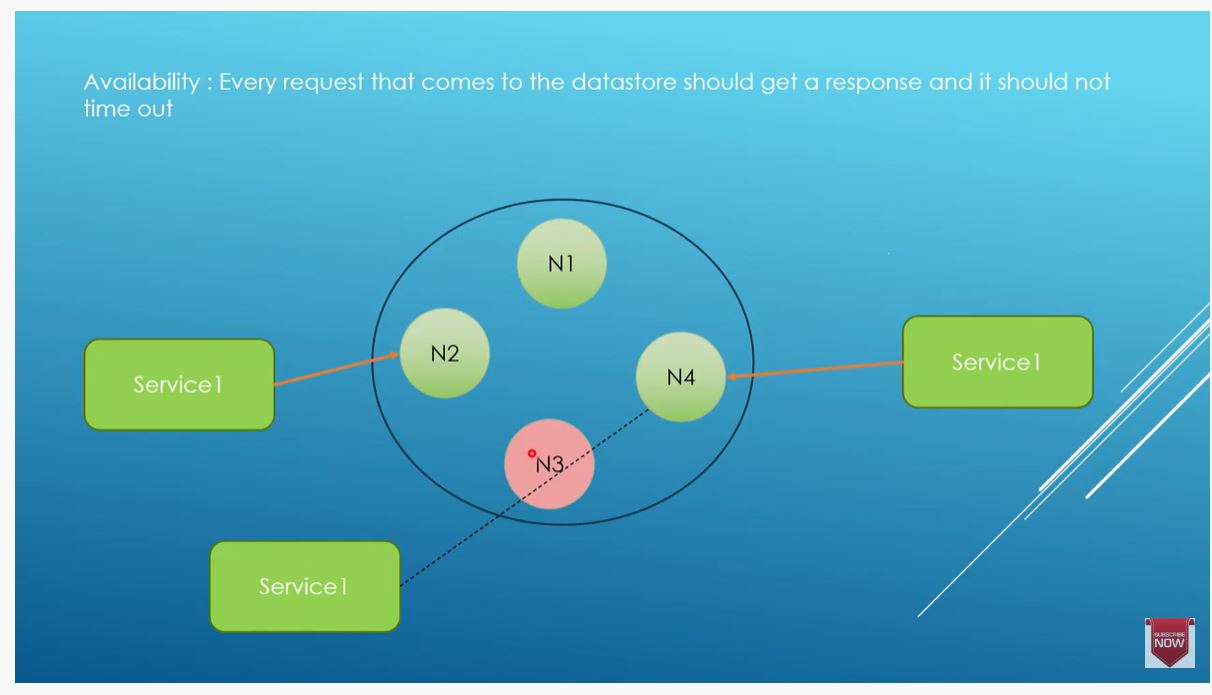 Availability : Every request that comes to the datastore should get a response and it should not
time out
N1
N2
N4
N3
Service1
Service1
Service1
SUBSCRIBE
NOW